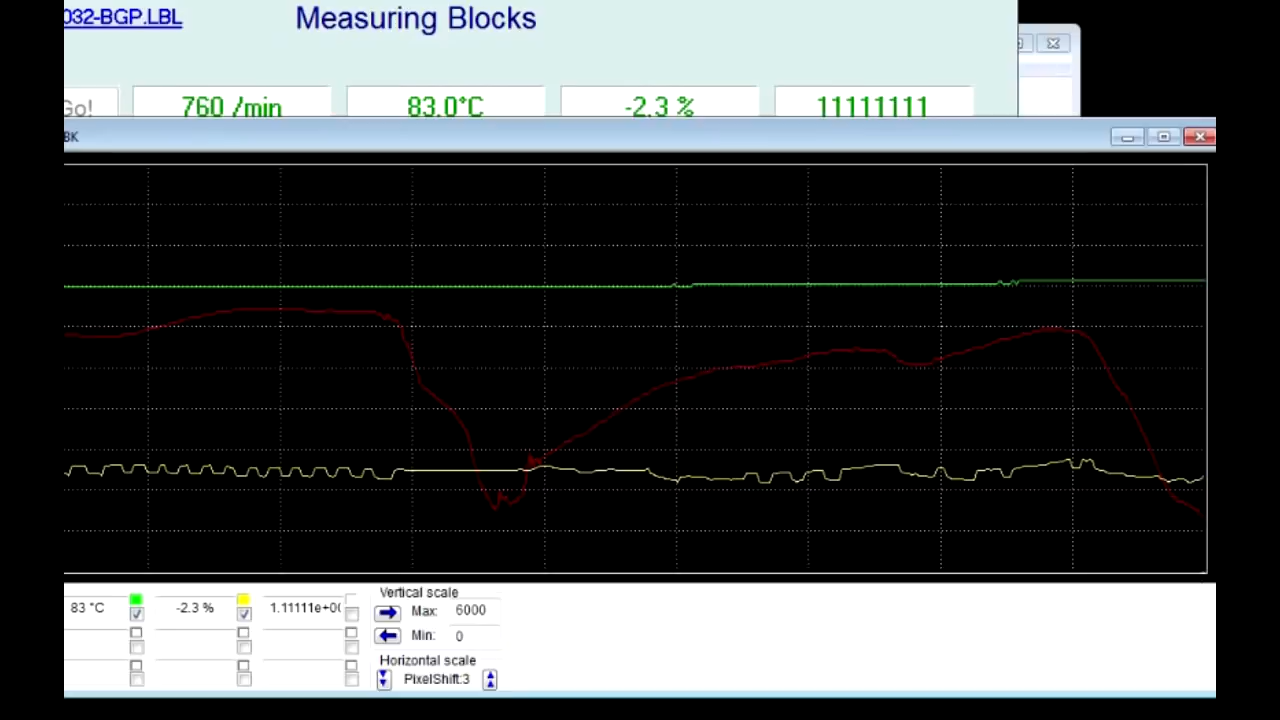 032-BGP.LBL
Measuring Blocks
Go!
760 /min
83.0°C
-2.3 %
11111111
BK
83 °C
-2.3 %
1.11111e+0
Vertical scale
Max: 6000
Min: 0
Horizontal scale
PixelShift:3